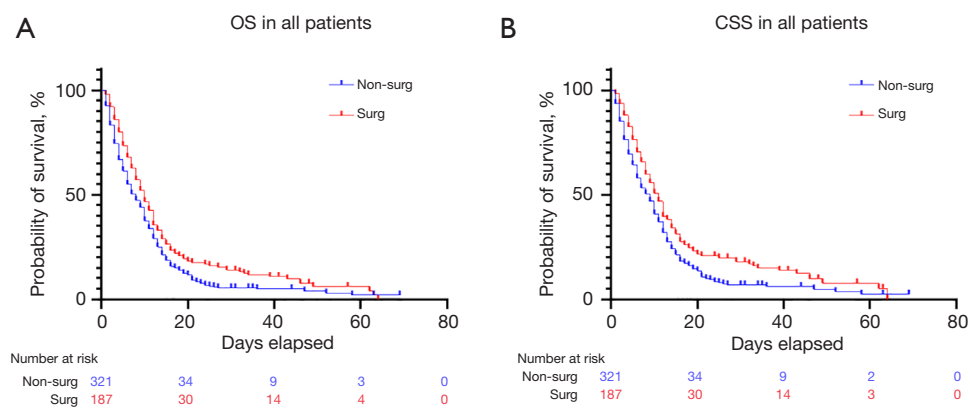 A
OS in all patients
Probability of survival, %
100
50
0
Non-surg
Surg
0 20 40 60 80
Days elapsed
Number at risk
Non-surg 321 34 9 3 0
Surg 187 30 14 4 0
B
CSS in all patients
Probability of survival, %
100
50
0
Non-surg
Surg
0 20 40 60 80
Days elapsed
Number at risk
Non-surg 321 34 9 2 0
Surg 187 30 14 3 0